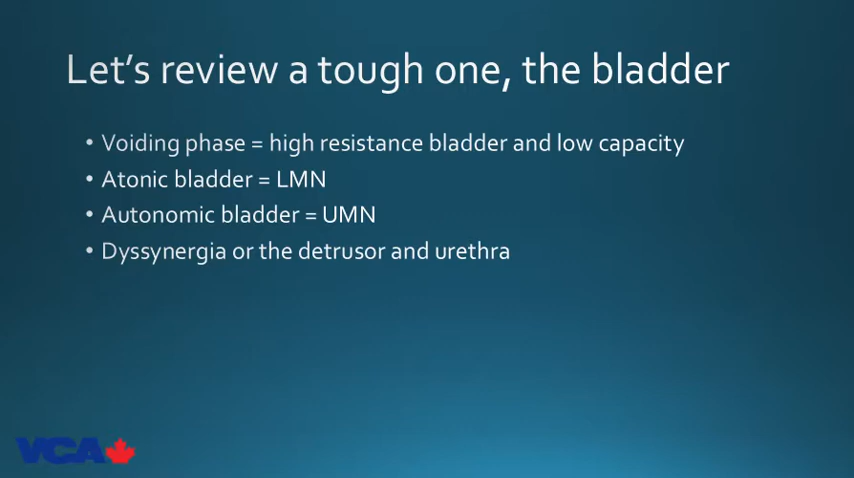 Let's review a tough one, the bladder
• Voiding phase = high resistance bladder and low capacity
• Atonic bladder = LMN
• Autonomic bladder = UMN
• Dyssynergia or the detrusor and urethra
VCA